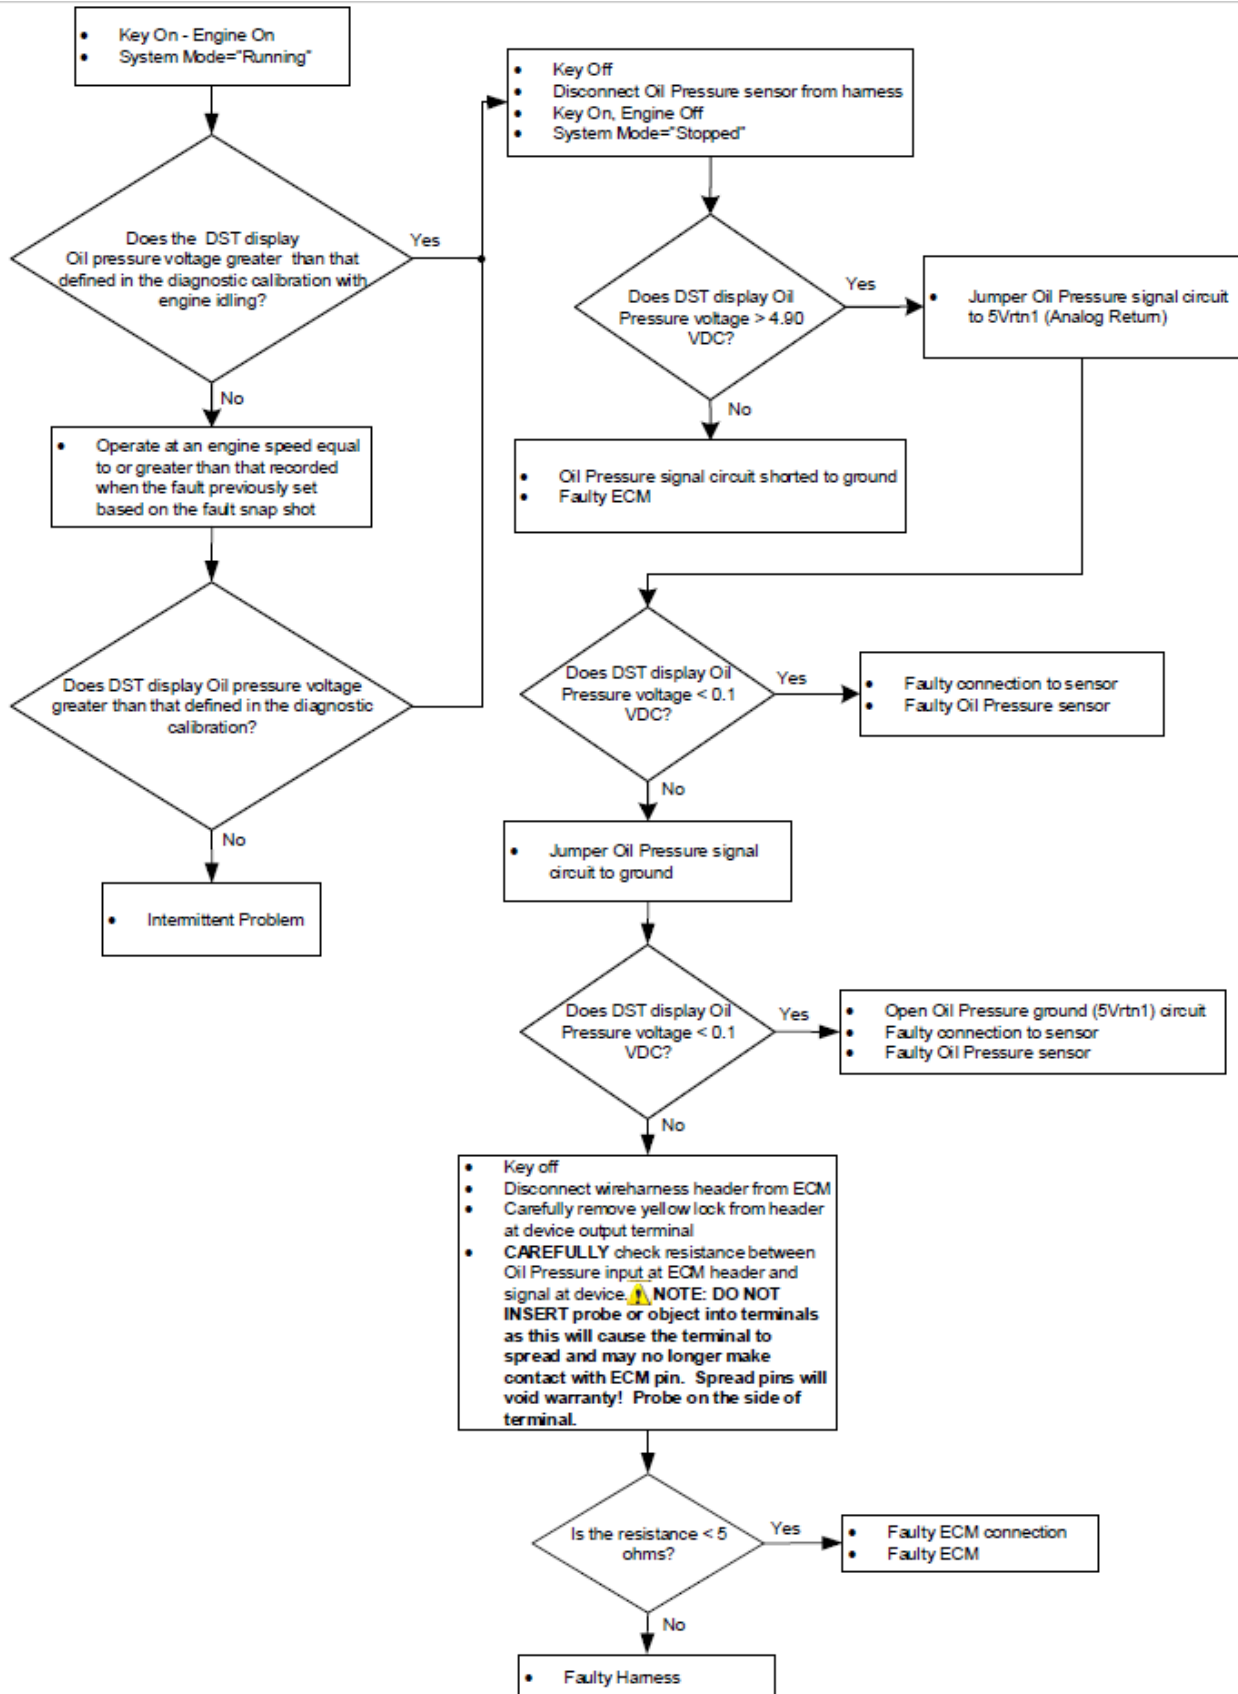 • Key On - Engine On
• System Mode="Running"
Does the DST display
Oil pressure voltage greater than that
defined in the diagnostic calibration with
engine idling?
Yes
No
• Operate at an engine speed equal
to or greater than that recorded
when the fault previously set
based on the fault snap shot
Does DST display Oil pressure voltage
greater than that defined in the diagnostic
calibration?
No
• Intermittent Problem
• Key Off
• Disconnect Oil Pressure sensor from harness
• Key On, Engine Off
• System Mode="Stopped"
Does DST display Oil
Pressure voltage > 4.90
VDC?
Yes
• Jumper Oil Pressure signal circuit
to 5Vrtn1 (Analog Return)
No
• Oil Pressure signal circuit shorted to ground
• Faulty ECM
Does DST display Oil
Pressure voltage < 0.1
VDC?
Yes
• Faulty connection to sensor
• Faulty Oil Pressure sensor
No
• Jumper Oil Pressure signal
circuit to ground
Does DST display Oil
Pressure voltage < 0.1
VDC?
Yes
• Open Oil Pressure ground (5Vrtn1) circuit
• Faulty connection to sensor
• Faulty Oil Pressure sensor
No
• Key off
• Disconnect wireharness header from ECM
• Carefully remove yellow lock from header
at device output terminal
• CAREFULLY check resistance between
Oil Pressure input at ECM header and
signal at device. NOTE: DO NOT
INSERT probe or object into terminals
as this will cause the terminal to
spread and may no longer make
contact with ECM pin. Spread pins will
void warranty! Probe on the side of
terminal.
Is the resistance < 5
ohms?
Yes
• Faulty ECM connection
• Faulty ECM
No
• Faulty Harness